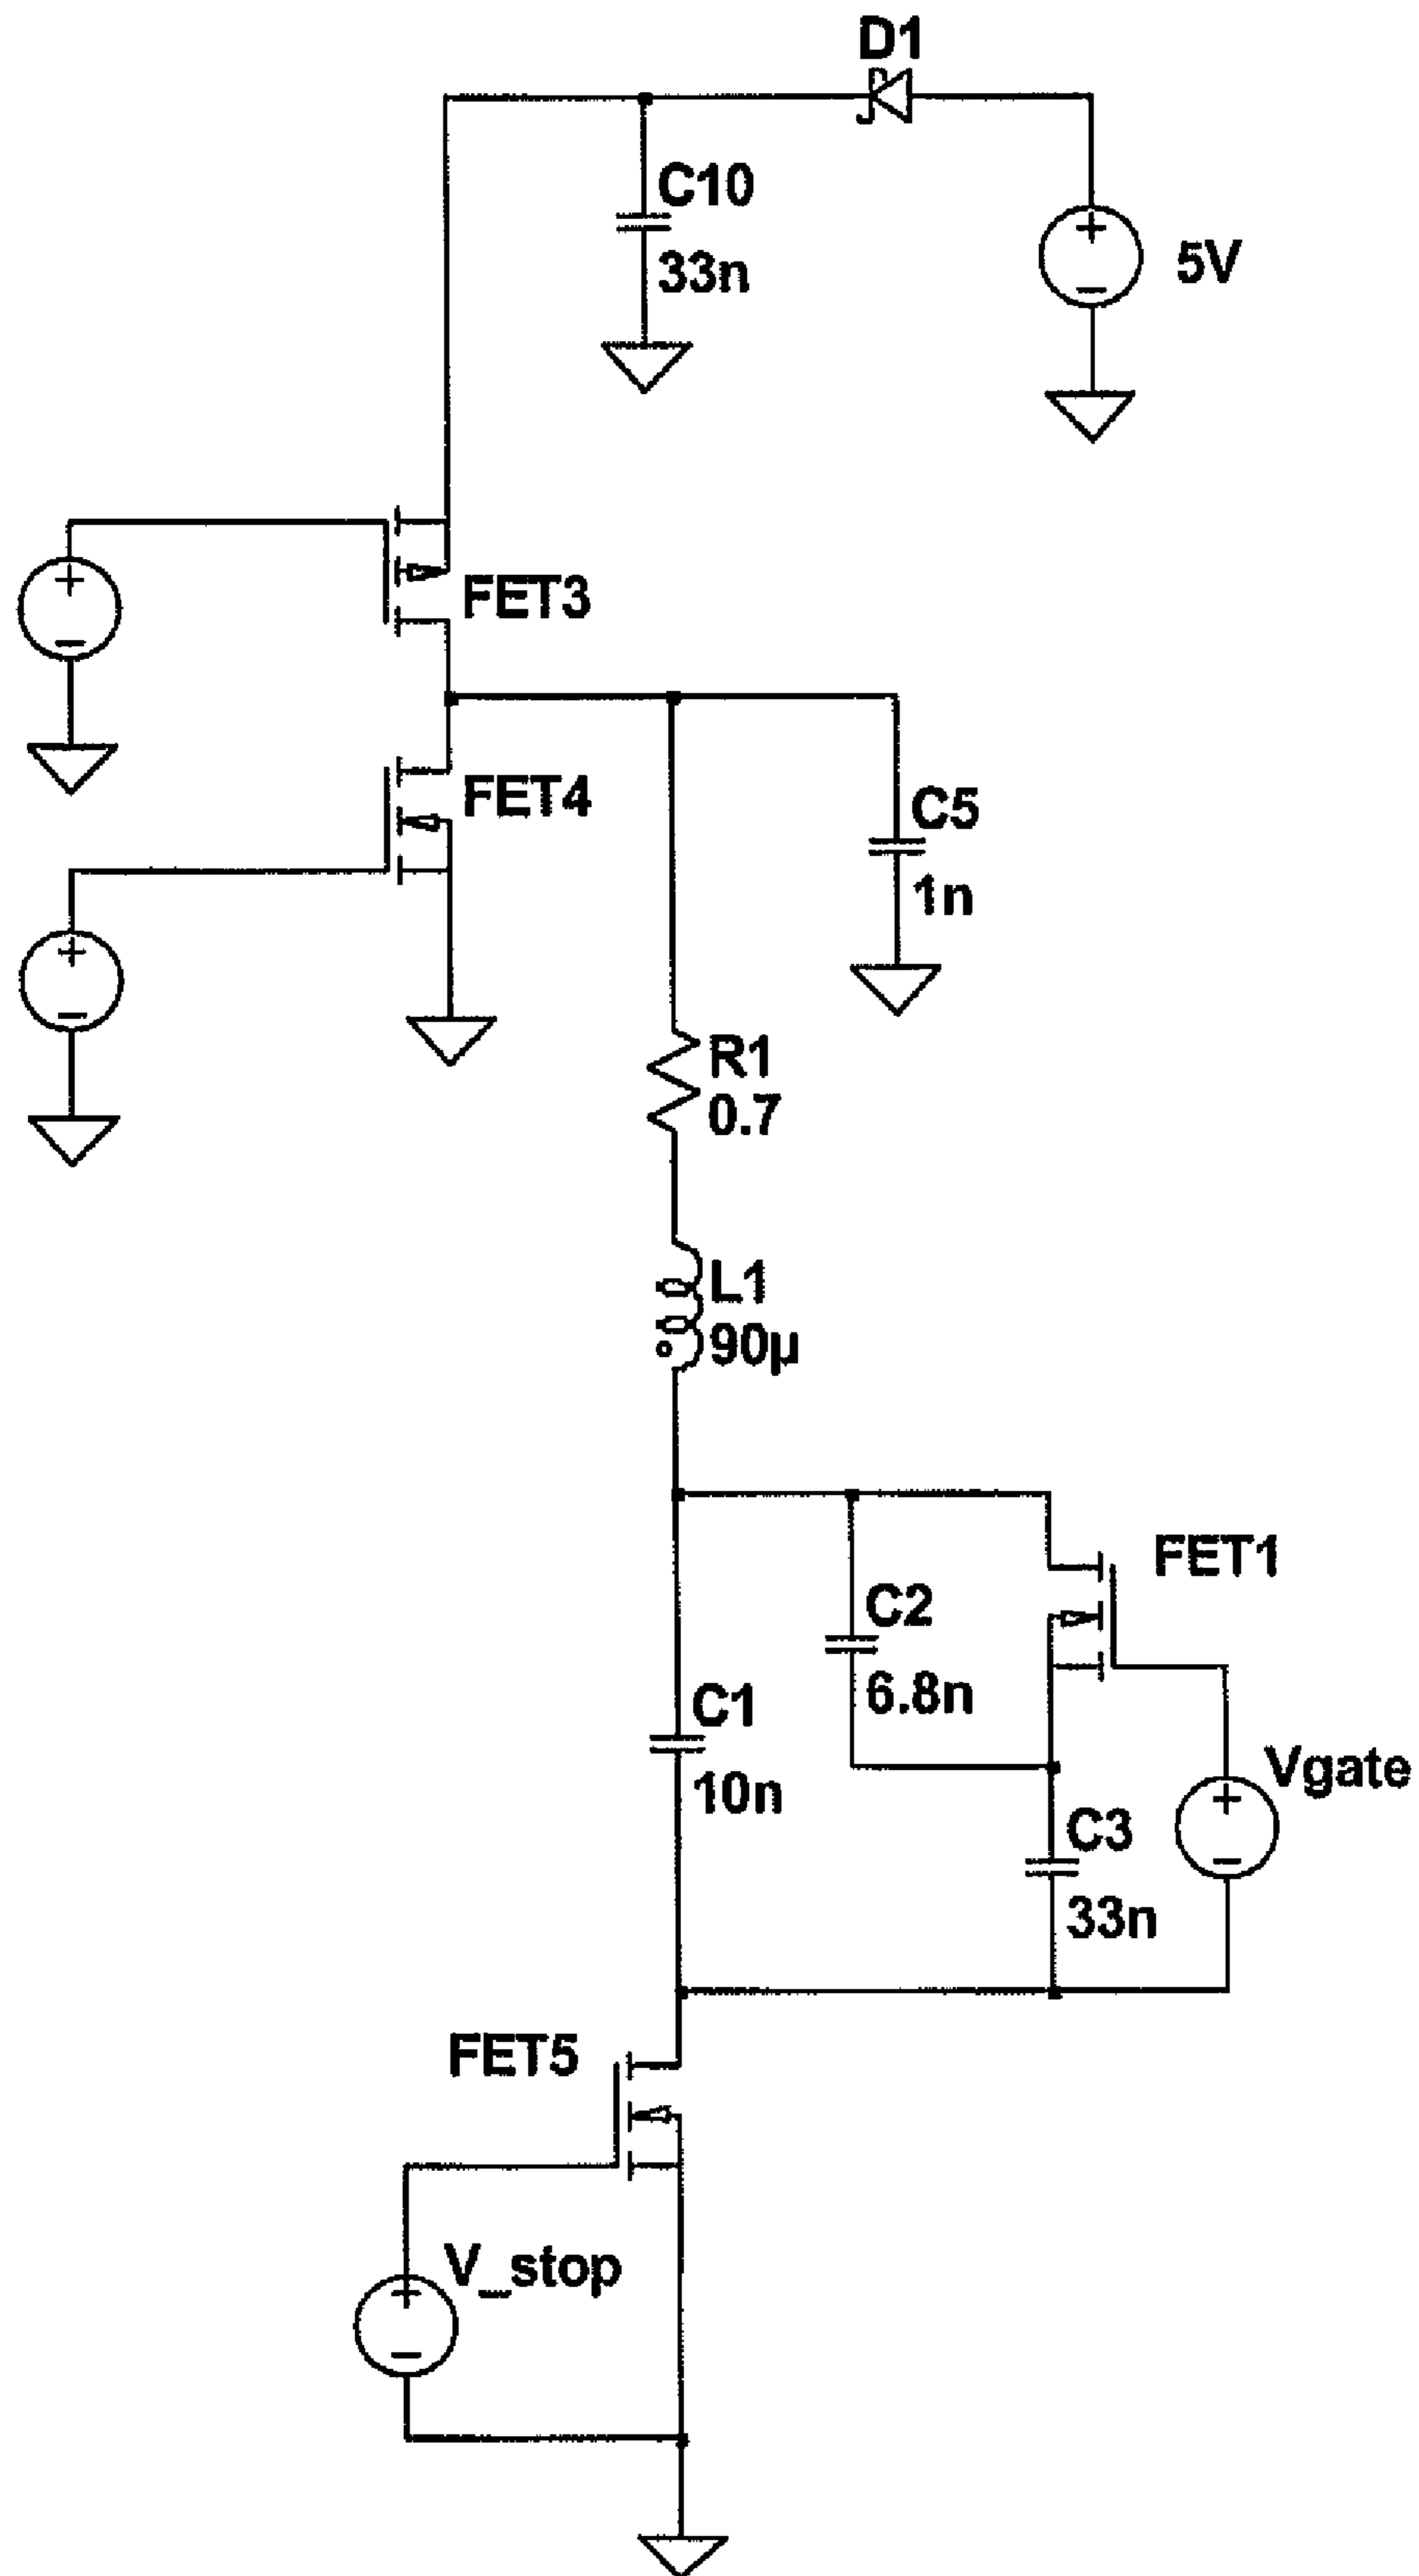 D1
C10
33n
5V
FET3
FET4
C5
1n
R1
0.7
L1
90µ
FET1
C2
6.8n
C1
10n
Vgate
C3
33n
FET5
V_stop